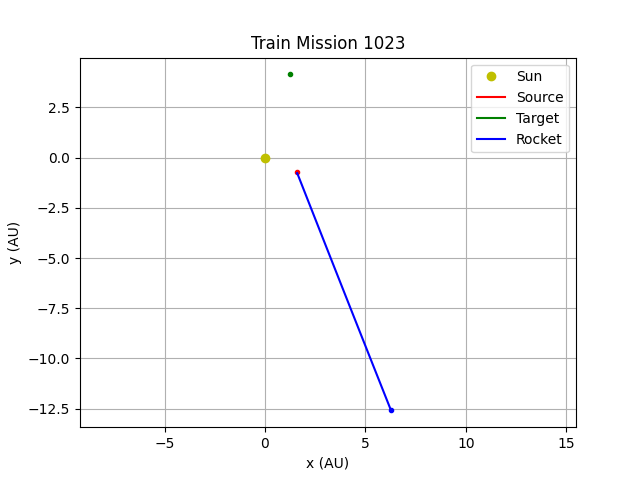 Train Mission 1023
Sun
Source
Target
Rocket
2.5
0.0
−2.5
−5.0
−7.5
−10.0
−12.5
y (AU)
−5 0 5 10 15
x (AU)